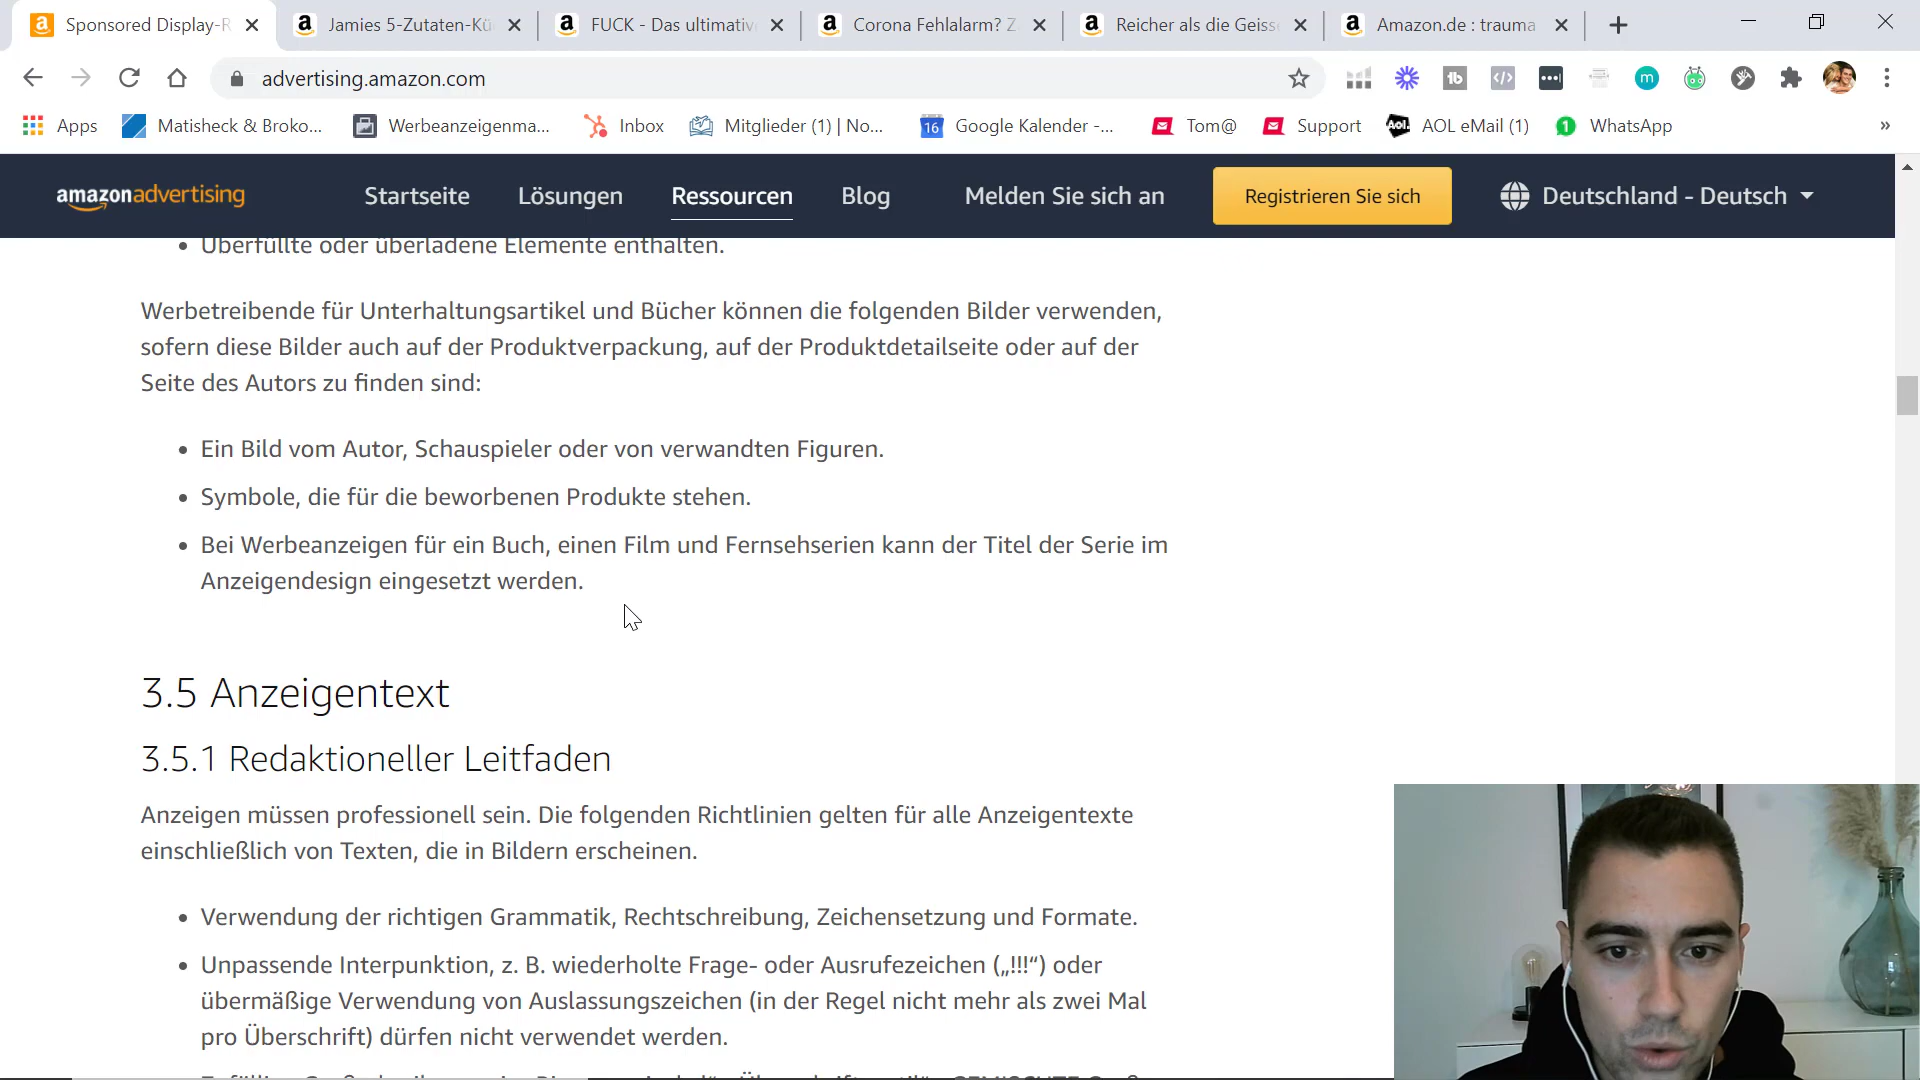 Sponsored Display-R
Jamies 5-Zutaten-Kü
FUCK - Das ultimativ
Corona Fehlalarm? Z
Reicher als die Geiss
Amazon.de : trauma
advertising.amazon.com
Apps
Matisheck & Broko...
Werbeanzeigenma...
Inbox
Mitglieder (1) | No...
16
Google Kalender -...
Tom@
Support
Aol.
AOL eMail (1)
1
WhatsApp
»
amazonadvertising
Startseite
Lösungen
Ressourcen
Blog
Melden Sie sich an
Registrieren Sie sich
Deutschland - Deutsch
• Überfüllte oder überladene Elemente enthalten.
Werbetreibende für Unterhaltungsartikel und Bücher können die folgenden Bilder verwenden,
sofern diese Bilder auch auf der Produktverpackung, auf der Produktdetailseite oder auf der
Seite des Autors zu finden sind:
• Ein Bild vom Autor, Schauspieler oder von verwandten Figuren.
• Symbole, die für die beworbenen Produkte stehen.
• Bei Werbeanzeigen für ein Buch, einen Film und Fernsehserien kann der Titel der Serie im
Anzeigendesign eingesetzt werden.
3.5 Anzeigentext
3.5.1 Redaktioneller Leitfaden
Anzeigen müssen professionell sein. Die folgenden Richtlinien gelten für alle Anzeigentexte
einschließlich von Texten, die in Bildern erscheinen.
• Verwendung der richtigen Grammatik, Rechtschreibung, Zeichensetzung und Formate.
• Unpassende Interpunktion, z. B. wiederholte Frage- oder Ausrufezeichen („!!!“) oder
übermäßige Verwendung von Auslassungszeichen (in der Regel nicht mehr als zwei Mal
pro Überschrift) dürfen nicht verwendet werden.